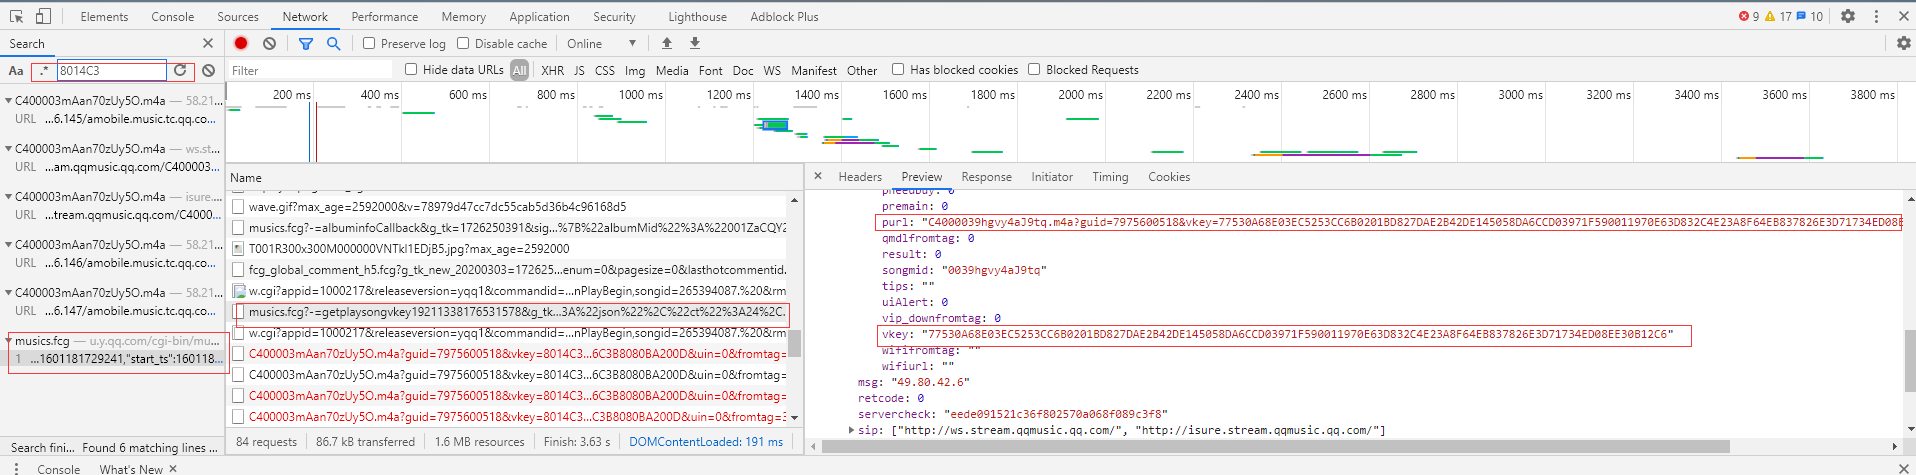 Elements Console Sources Network Performance Memory Application Security Lighthouse Adblock Plus 9 17 10
Search
Preserve log Disable cache Online
Aa .* 8014C3
Filter Hide data URLs All XHR JS CSS Img Media Font Doc WS Manifest Other Has blocked cookies Blocked Requests
200 ms 400 ms 600 ms 800 ms 1000 ms 1200 ms 1400 ms 1600 ms 1800 ms 2000 ms 2200 ms 2400 ms 2600 ms 2800 ms 3000 ms 3200 ms 3400 ms 3600 ms 3800 ms
C400003mAan70zUy5O.m4a — 58.21...
URL ...6.145/amobile.music.tc.qq.co...
C400003mAan70zUy5O.m4a — ws.st...
URL ...am.qqmusic.qq.com/C40003...
C400003mAan70zUy5O.m4a — isure....
URL ...tream.qqmusic.qq.com/C4000...
C400003mAan70zUy5O.m4a — 58.21...
URL ...6.146/amobile.music.tc.qq.co...
C400003mAan70zUy5O.m4a — 58.21...
URL ...6.147/amobile.music.tc.qq.co...
musics.fcg — u.y.qq.com/cgi-bin/mu...
1 ...1601181729241,"start_ts":160118...
Search fini... Found 6 matching lines ...
Name
wave.gif?max_age=2592000&v=78979d47cc7dc55cab5d36b4c96168d5
musics.fcg?-=albuminfoCallback&g_tk=1726250391&sig...%7B%22albumMid%22%3A%22001ZaCQY2
T001R300x300M000000VNTkl1EDjB5.jpg?max_age=2592000
fcg_global_comment_h5.fcg?g_tk_new_20200303=172625...enum=0&pagesize=0&lasthotcommentid...
w.cgi?appid=1000217&releaseversion=yqq1&commandid=...nPlayBegin,songid=265394087.%20&rm
musics.fcg?-=getplaysongvkey19211338176531578&g_tk...3A%22json%22%2C%22ct%22%3A24%2C.
w.cgi?appid=1000217&releaseversion=yqq1&commandid=...nPlayBegin,songid=265394087.%20&rm
C400003mAan70zUy5O.m4a?guid=7975600518&vkey=8014C3...6C3B8080BA200D&uin=0&fromtag=
C400003mAan70zUy5O.m4a?guid=7975600518&vkey=8014C3...6C3B8080BA200D&uin=0&fromtag=
C400003mAan70zUy5O.m4a?guid=7975600518&vkey=8014C3...6C3B8080BA200D&uin=0&fromtag=
C400003mAan70zUy5O.m4a?guid=7975600518&vkey=8014C3...C3B8080BA200D&uin=0&fromtag=3
84 requests 86.7 kB transferred 1.6 MB resources Finish: 3.63 s DOMContentLoaded: 191 ms
Headers Preview Response Initiator Timing Cookies
pneedbuy: 0
premain: 0
purl: "C4000039hgvy4aJ9tq.m4a?guid=7975600518&vkey=77530A68E03EC5253CC6B0201BD827DAE2B42DE145058DA6CCD03971F590011970E63D832C4E23A8F64EB837826E3D71734ED08E
qmdlfromtag: 0
result: 0
songmid: "0039hgvy4aJ9tq"
tips: ""
uiAlert: 0
vip_downfromtag: 0
vkey: "77530A68E03EC5253CC6B0201BD827DAE2B42DE145058DA6CCD03971F590011970E63D832C4E23A8F64EB837826E3D71734ED08EE30B12C6"
wififromtag: ""
wifiurl: ""
msg: "49.80.42.6"
retcode: 0
servercheck: "eede091521c36f802570a068f089c3f8"
sip: ["http://ws.stream.qqmusic.qq.com/", "http://isure.stream.qqmusic.qq.com/"]
Console What's New